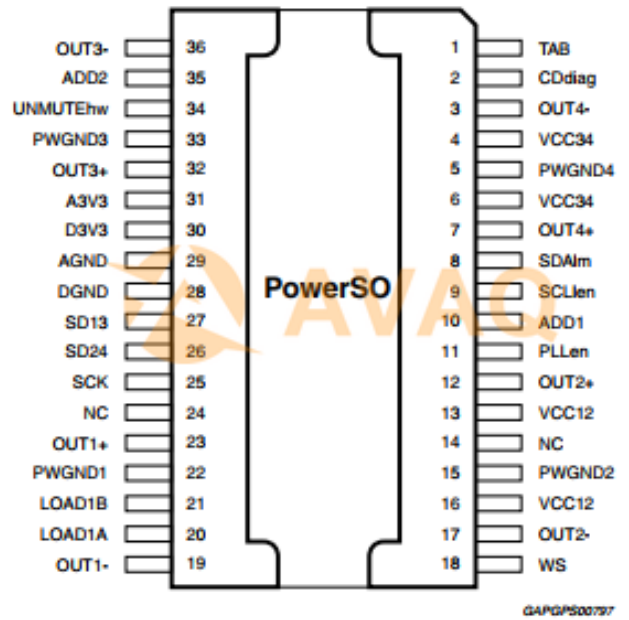 OUT3- 36 1 TAB
ADD2 35 2 CDdiag
UNMUTEhw 34 3 OUT4-
PWGND3 33 4 VCC34
OUT3+ 32 5 PWGND4
A3V3 31 6 VCC34
D3V3 30 7 OUT4+
AGND 29 8 SDAIm
DGND 28 PowerSO 9 SCLIen
SD13 27 AVAQ 10 ADD1
SD24 26 11 PLLen
SCK 25 12 OUT2+
NC 24 13 VCC12
OUT1+ 23 14 NC
PWGND1 22 15 PWGND2
LOAD1B 21 16 VCC12
LOAD1A 20 17 OUT2-
OUT1- 19 18 WS
GAPGPS00797